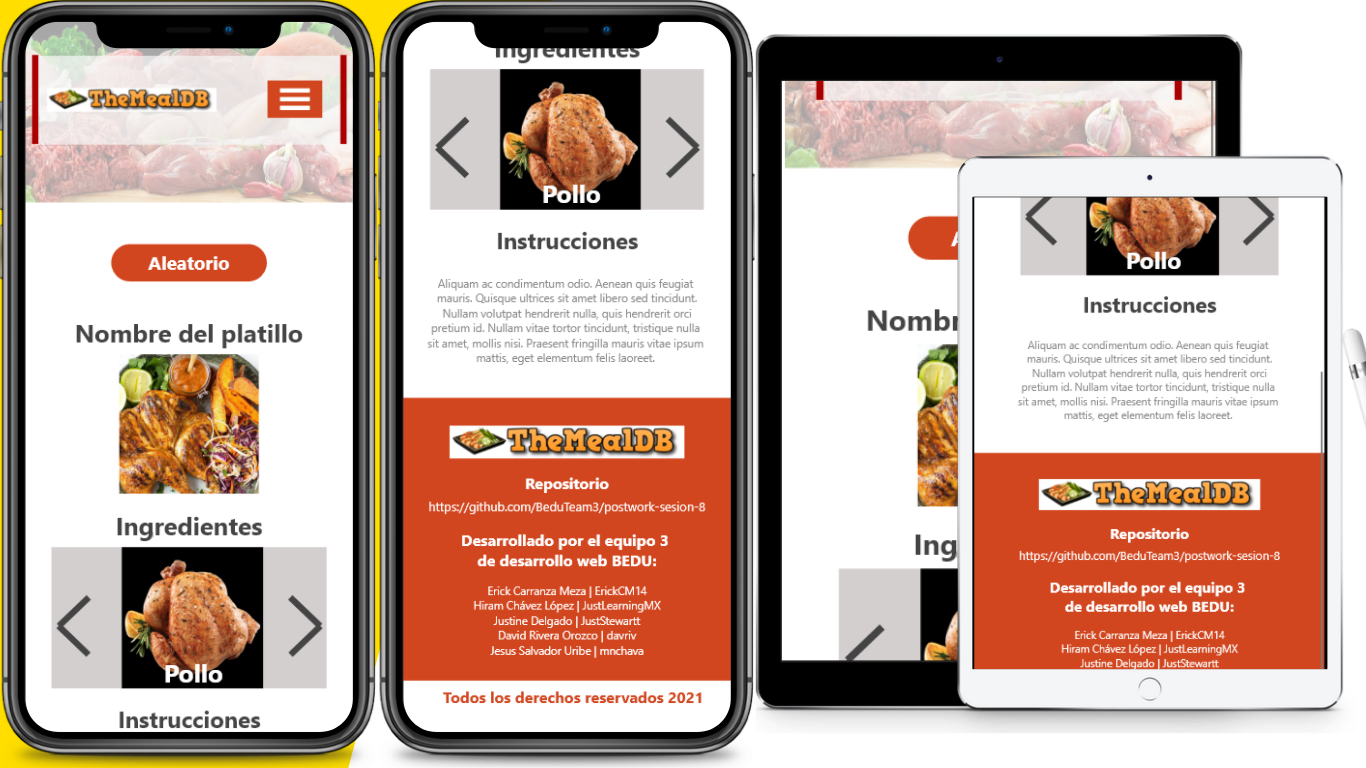 TheMealDB
Aleatorio
Nombre del platillo
Ingredientes
Pollo
Instrucciones
Ingredientes
Pollo
Instrucciones
Aliquam ac condimentum odio. Aenean quis feugiat
mauris. Quisque ultrices sit amet libero sed tincidunt.
Nullam volutpat hendrerit nulla, quis hendrerit orci
pretium id. Nullam vitae tortor tincidunt, tristique nulla
sit amet, mollis nisi. Praesent fringilla mauris vitae ipsum
mattis, eget elementum felis laoreet.
TheMealDB
Repositorio
https://github.com/BeduTeam3/postwork-sesion-8
Desarrollado por el equipo 3
de desarrollo web BEDU:
Erick Carranza Meza | ErickCM14
Hiram Chávez López | JustLearningMX
Justine Delgado | JustStewartt
David Rivera Orozco | davriv
Jesus Salvador Uribe | mnchava
Todos los derechos reservados 2021
A
Nomb
Ing
Pollo
Instrucciones
Aliquam ac condimentum odio. Aenean quis feugiat
mauris. Quisque ultrices sit amet libero sed tincidunt.
Nullam volutpat hendrerit nulla, quis hendrerit orci
pretium id. Nullam vitae tortor tincidunt, tristique nulla
sit amet, mollis nisi. Praesent fringilla mauris vitae ipsum
mattis, eget elementum felis laoreet.
TheMealDB
Repositorio
https://github.com/BeduTeam3/postwork-sesion-8
Desarrollado por el equipo 3
de desarrollo web BEDU:
Erick Carranza Meza | ErickCM14
Hiram Chávez López | JustLearningMX
Justine Delgado | JustStewartt